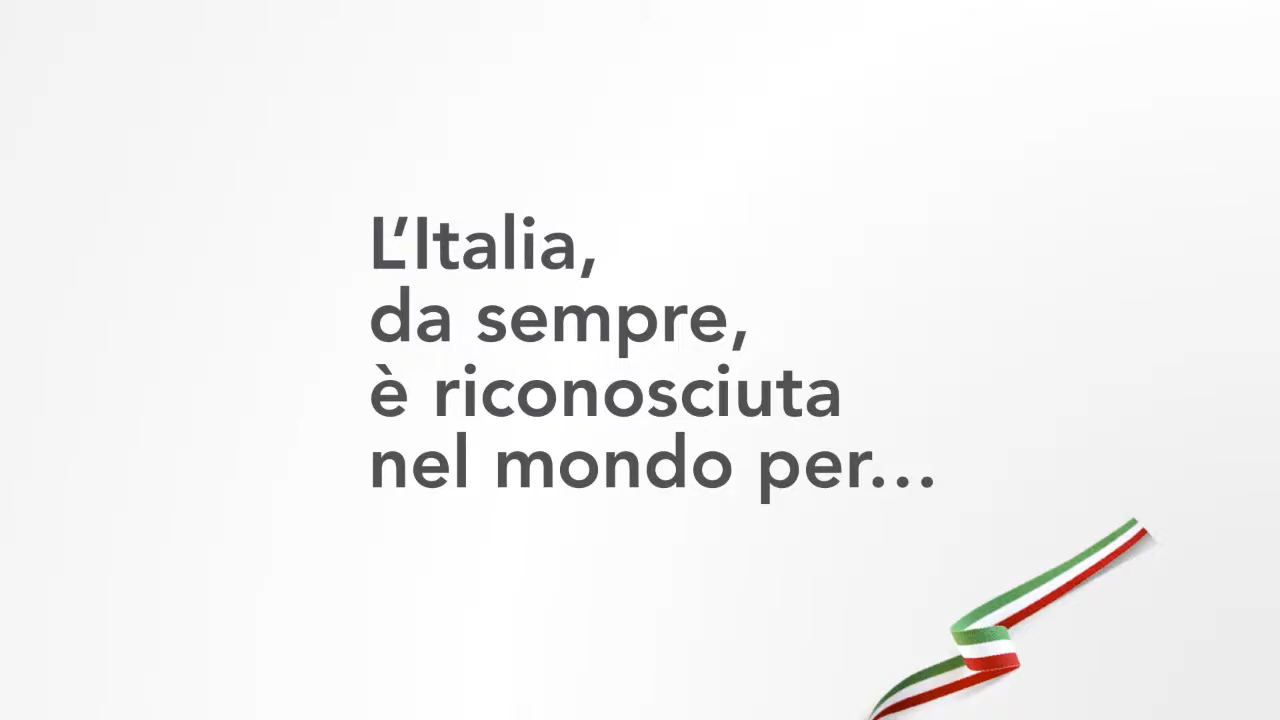 L’Italia,
da sempre,
è riconosciuta
nel mondo per...